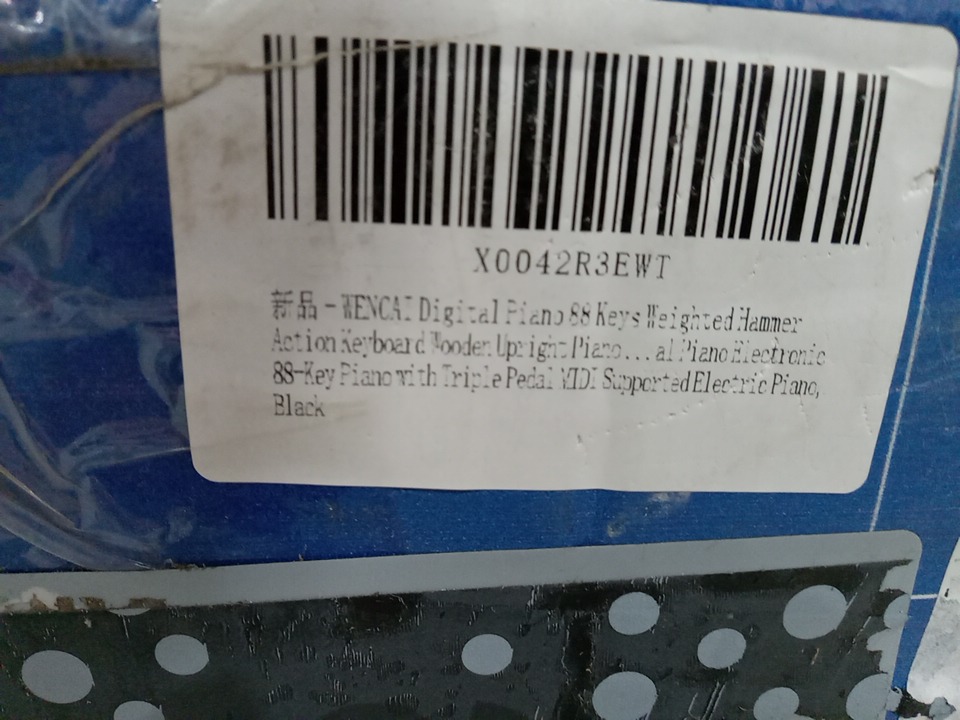 X0042R3EWT
新品 - WENCAI Digital Piano 88 Keys Weighted Hammer
Action Keyboard Wooden Upright Piano...al Piano Electronic
88-Key Piano with Triple Pedal MIDI Supported Electric Piano,
Black